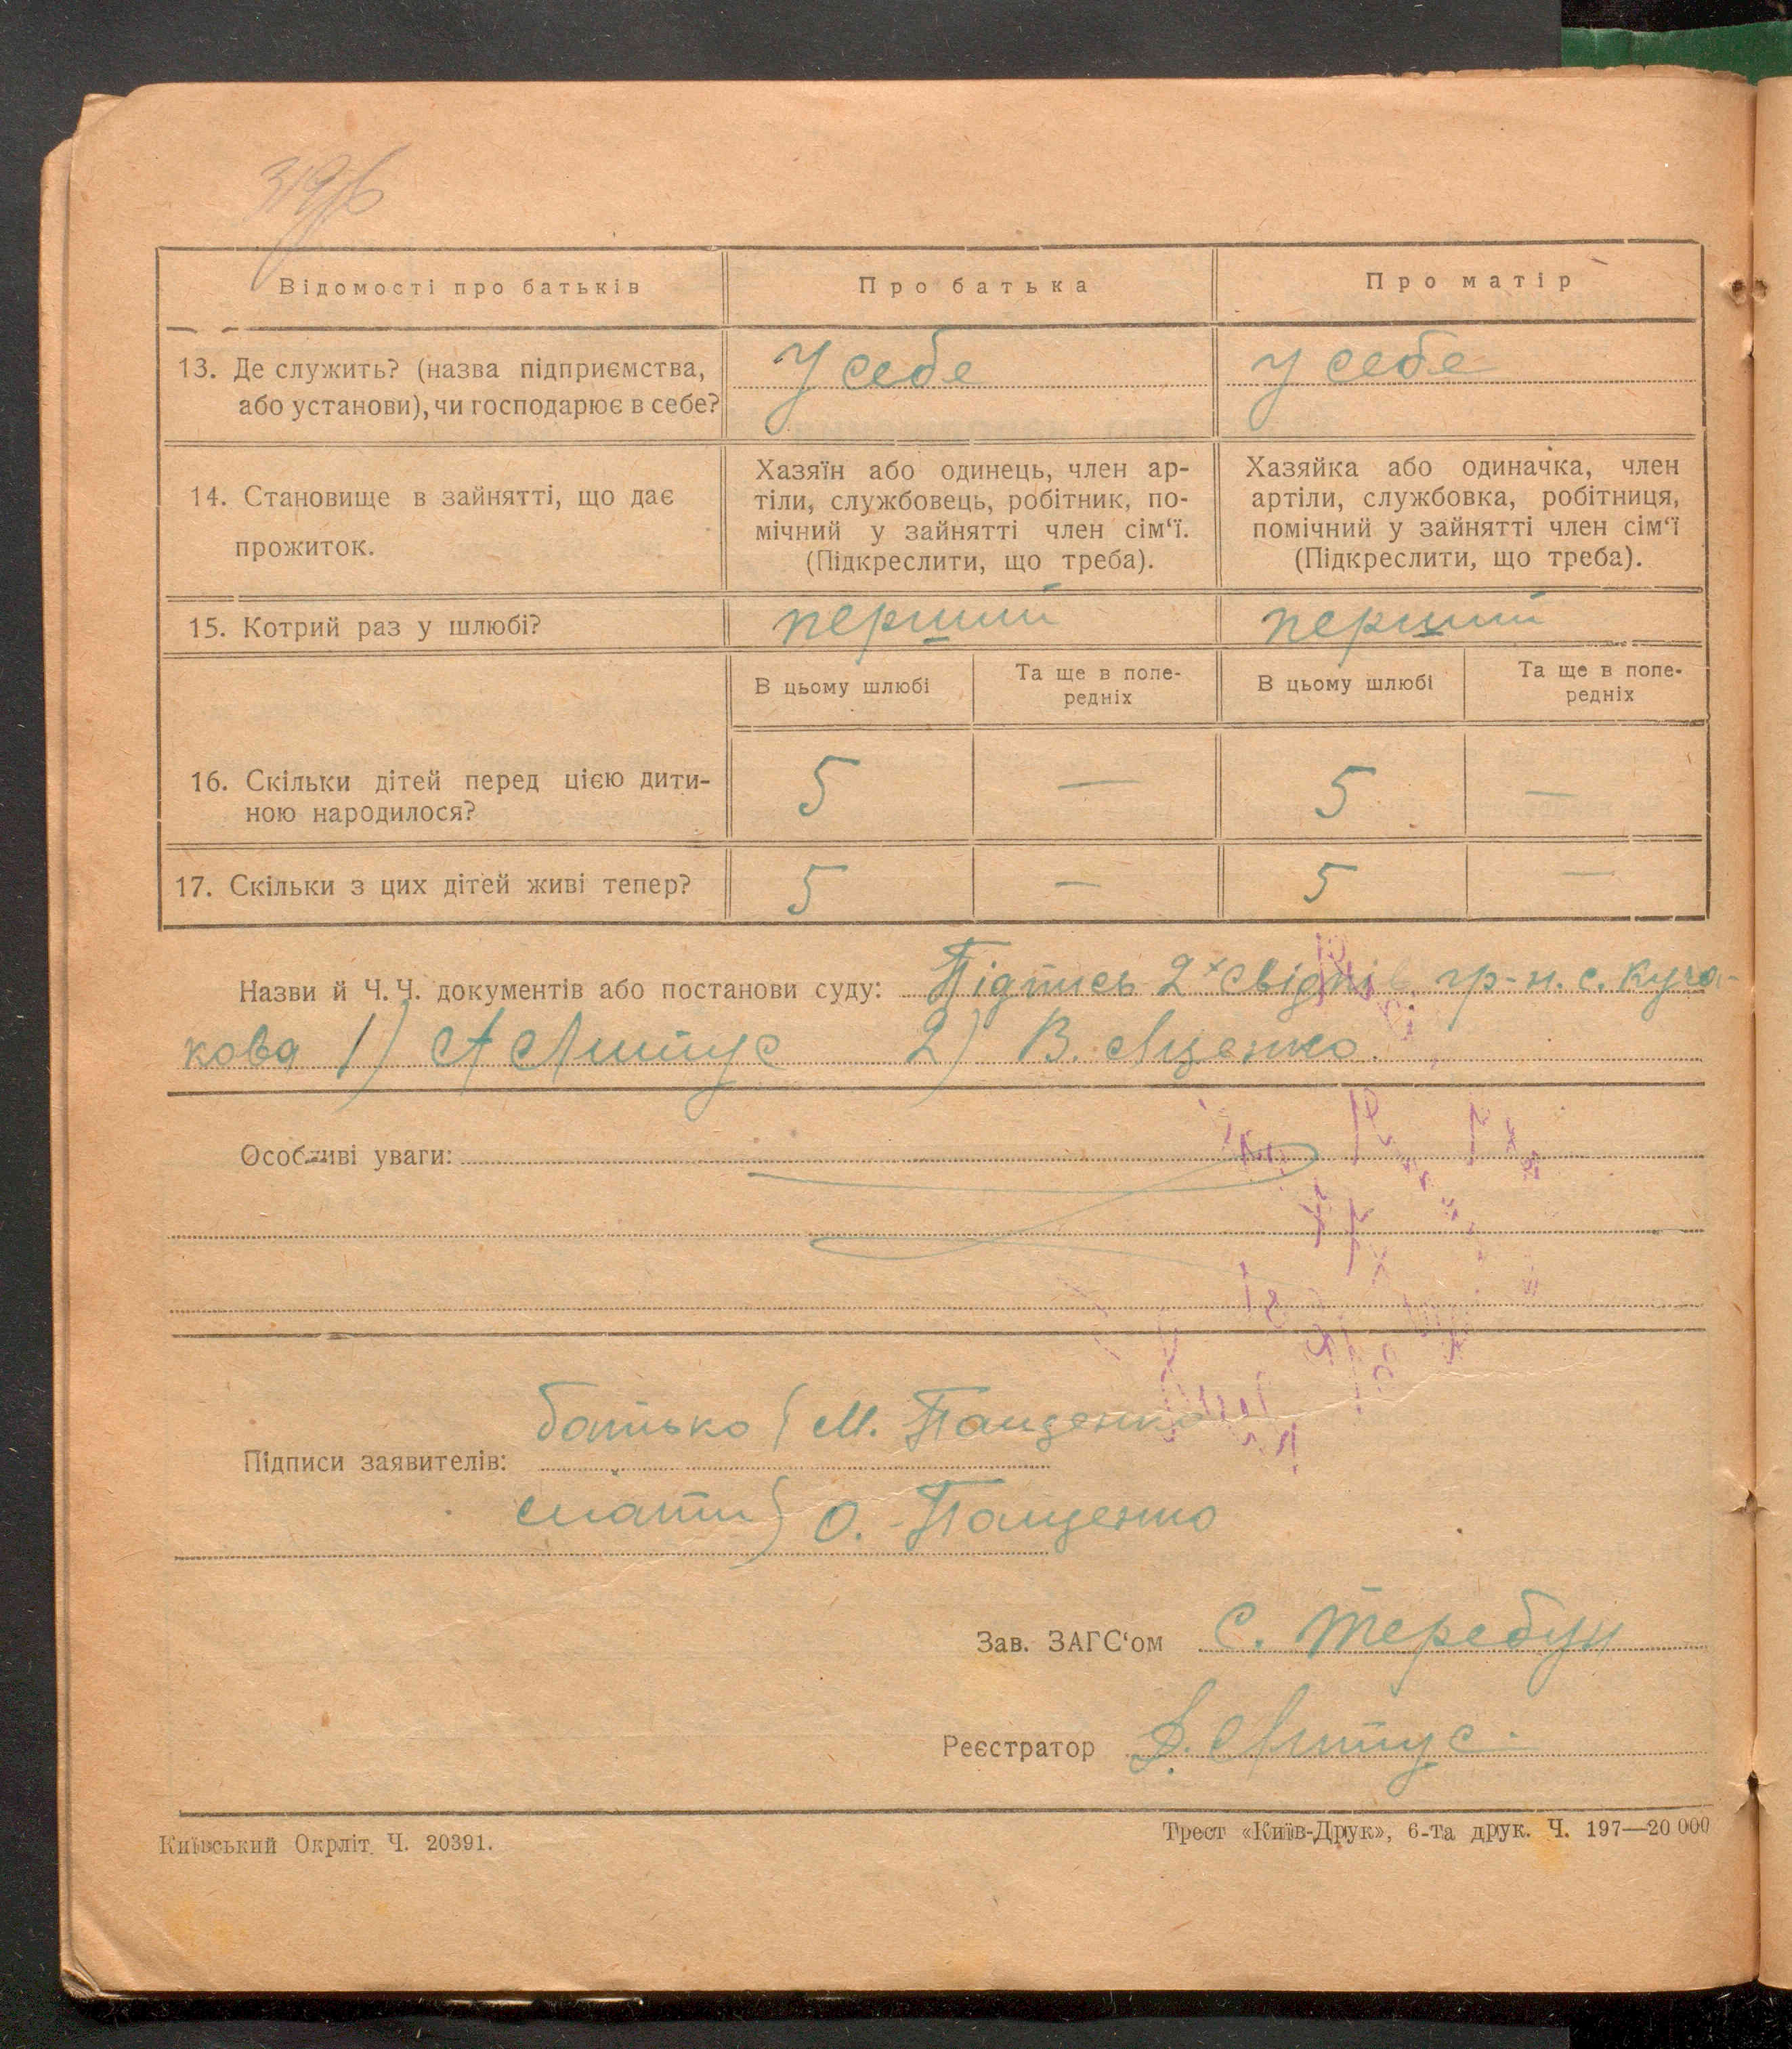 Відомості про батьків Про батька Про матір
13. Де служить? (назва підприємства, або установи), чи господарює в себе? У себе у себе
14. Становище в зайнятті, що дає прожиток.
Хазяїн або одинець, член ар-
тіли, службовець, робітник, по-
мічний у зайнятті член сім‘ї.
(Підкреслити, що треба).
Хазяйка або одиначка, член
артіли, службовка, робітниця,
помічний у зайнятті член сім‘ї
(Підкреслити, що треба).
15. Котрий раз у шлюбі? перший перший
В цьому шлюбі Та ще в попе-
редніх В цьому шлюбі Та ще в попе-
редніх
16. Скільки дітей перед цією дити-
ною народилося? 5 — 5 —
17. Скільки з цих дітей живі тепер? 5 — 5 —
Назви й Ч. Ч. документів або постанови суду: Підпись 2х свідків гр-н. с. Куча-
кова 1) А Литус 2) В. Яценко.
Особливі уваги:
батько (М. Пащенко
Підписи заявителів:
мати) О. Пащенко
Зав. ЗАГС‘ом С. Теребун
Реєстратор Литус.
Київський Окрліт Ч. 20391.
Трест «Київ-Друк», 6-та друк. Ч. 197—20 000